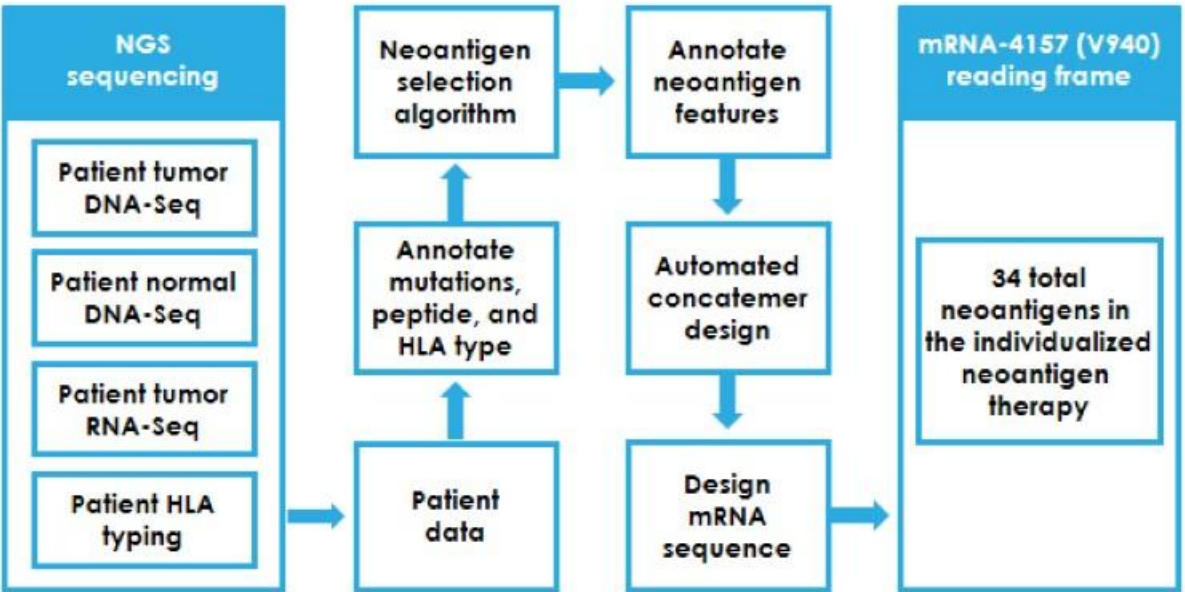 NGS
sequencing
Patient tumor
DNA-Seq
Patient normal
DNA-Seq
Patient tumor
RNA-Seq
Patient HLA
typing
Patient
data
Annotate
mutations,
peptide, and
HLA type
Neoantigen
selection
algorithm
Annotate
neoantigen
features
Automated
concatemer
design
Design
mRNA
sequence
mRNA-4157 (V940)
reading frame
34 total
neoantigens in
the individualized
neoantigen
therapy